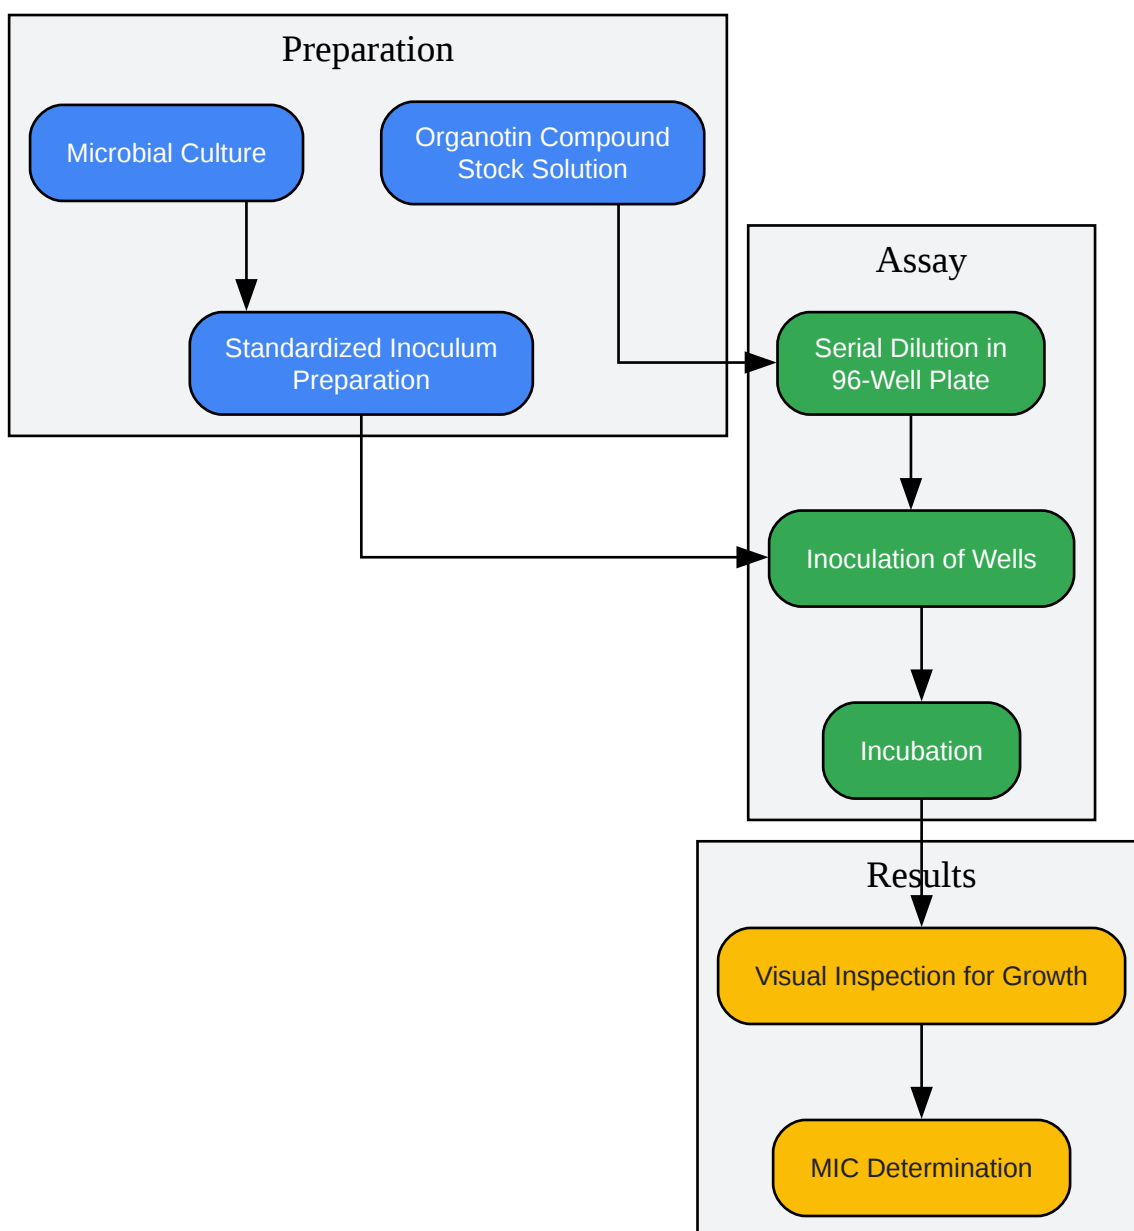 Preparation
Microbial Culture
Organotin Compound
Stock Solution
Standardized Inoculum
Preparation
Assay
Serial Dilution in
96-Well Plate
Inoculation of Wells
Incubation
Results
Visual Inspection for Growth
MIC Determination